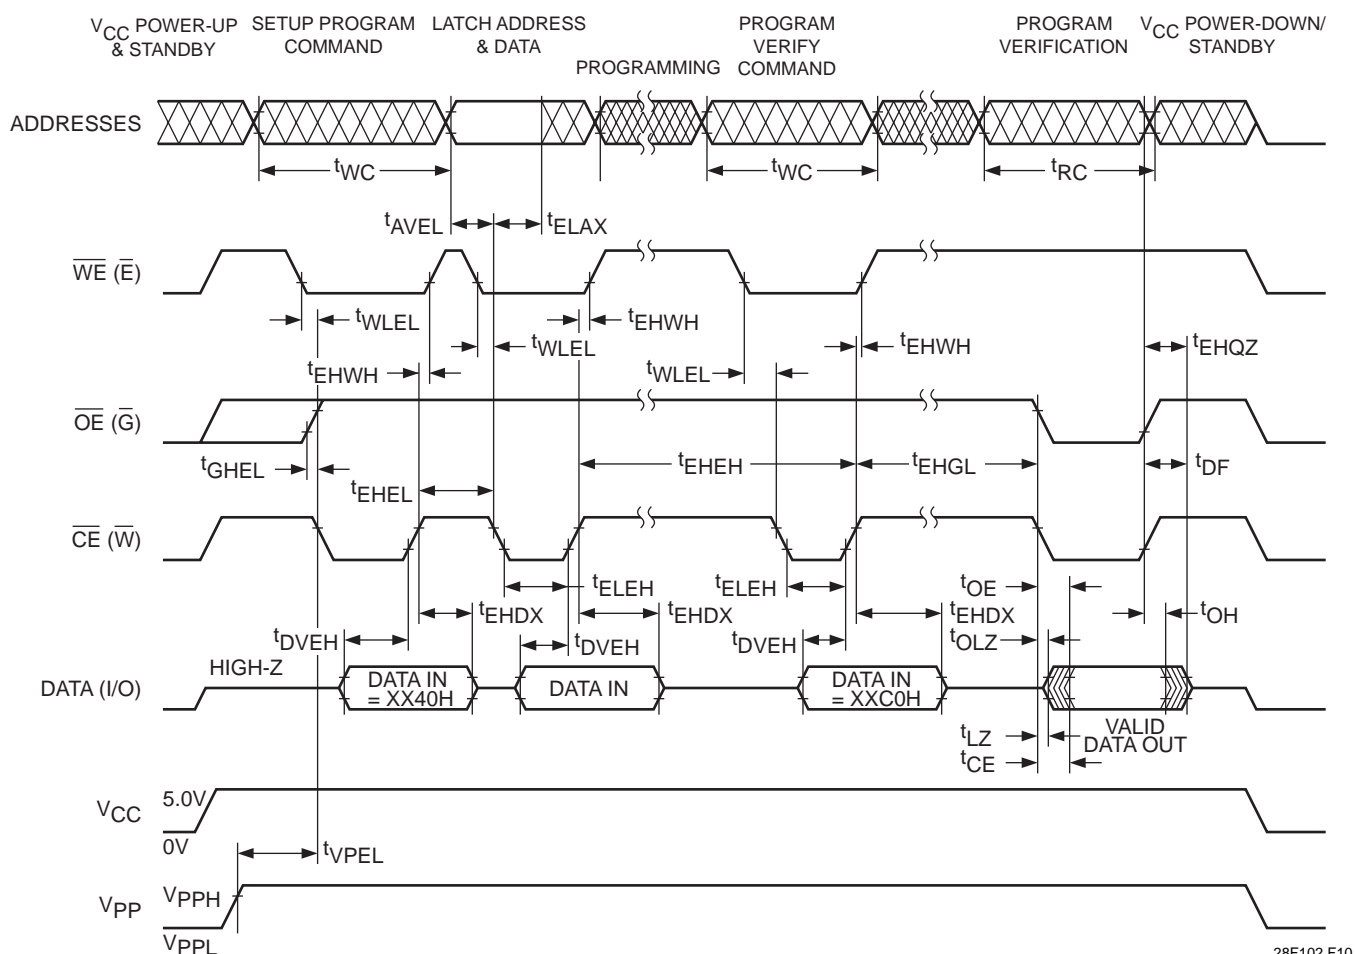 VCC POWER-UP
& STANDBY
SETUP PROGRAM
COMMAND
LATCH ADDRESS
& DATA
PROGRAMMING
PROGRAM
VERIFY
COMMAND
PROGRAM
VERIFICATION
VCC POWER-DOWN/
STANDBY
ADDRESSES
tWC
tWC
tRC
tAVEL
tELAX
WE (E)
tWLEL
tEHWH
tWLEL
tEHWH
tWLEL
tEHWH
tEHQZ
OE (G)
tGHEL
tEHEL
tEHEH
tEHGL
tDF
CE (W)
tELEH
tELEH
tOE
tDVEH
tEHDX
tDVEH
tEHDX
tDVEH
tEHDX
tOLZ
tOH
DATA (I/O)
HIGH-Z
DATA IN
= XX40H
DATA IN
DATA IN
= XXC0H
VALID
DATA OUT
tLZ
tCE
VCC
5.0V
0V
tVPEL
VPP
VPPH
VPPL
28F102 F10